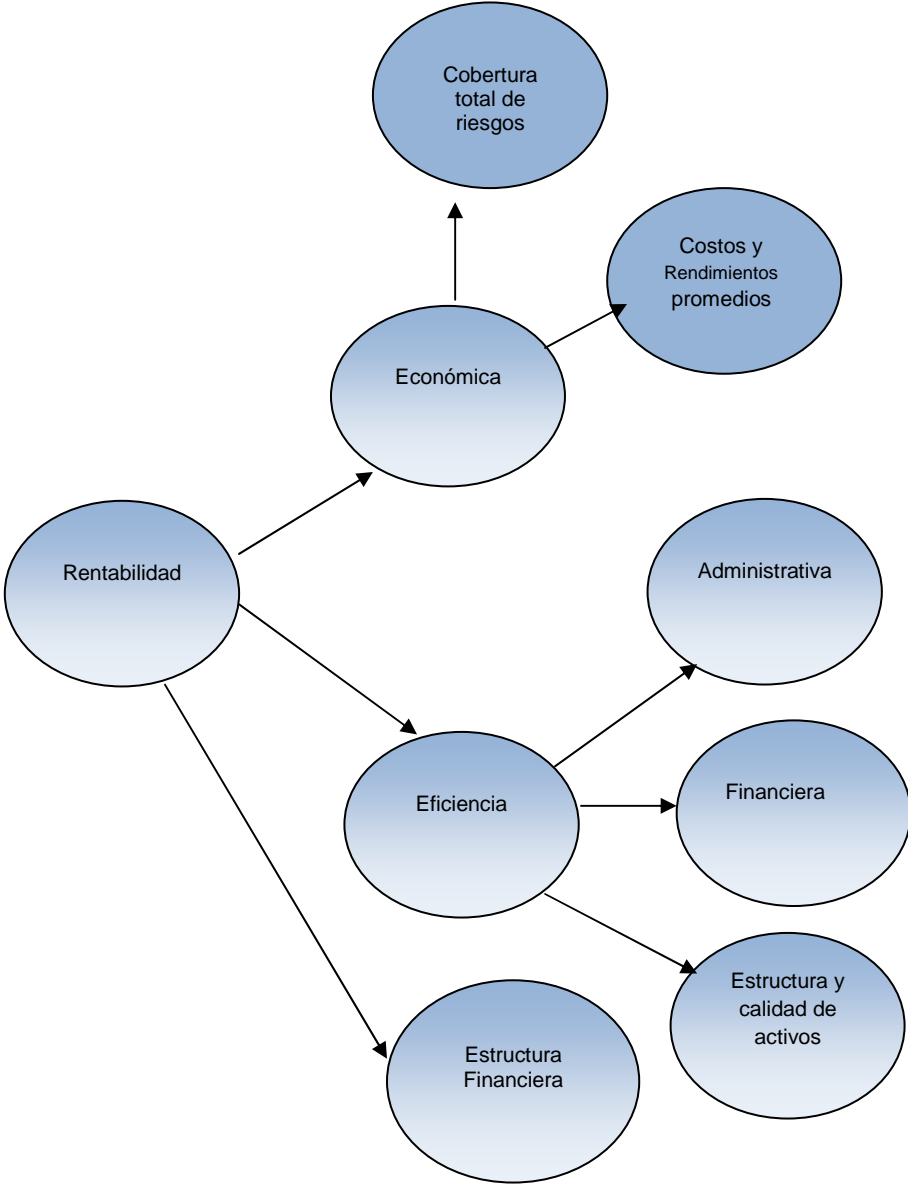 Cobertura
total de
riesgos
Costos y
Rendimientos
promedios
Económica
Rentabilidad
Administrativa
Eficiencia
Financiera
Estructura y
calidad de
activos
Estructura
Financiera